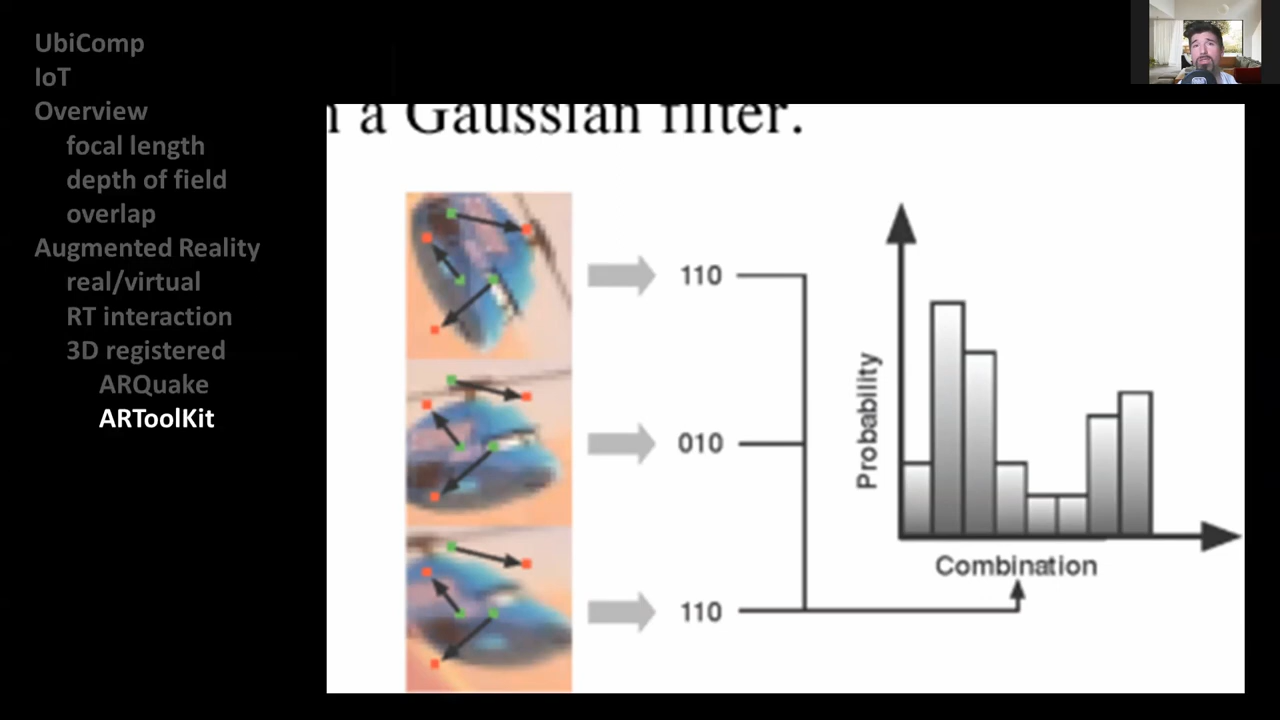 UbiComp
IoT
Overview
focal length
depth of field
overlap
Augmented Reality
real/virtual
RT interaction
3D registered
ARQuake
ARToolKit
a Gaussian filter.
110
010
110
Probability
Combination